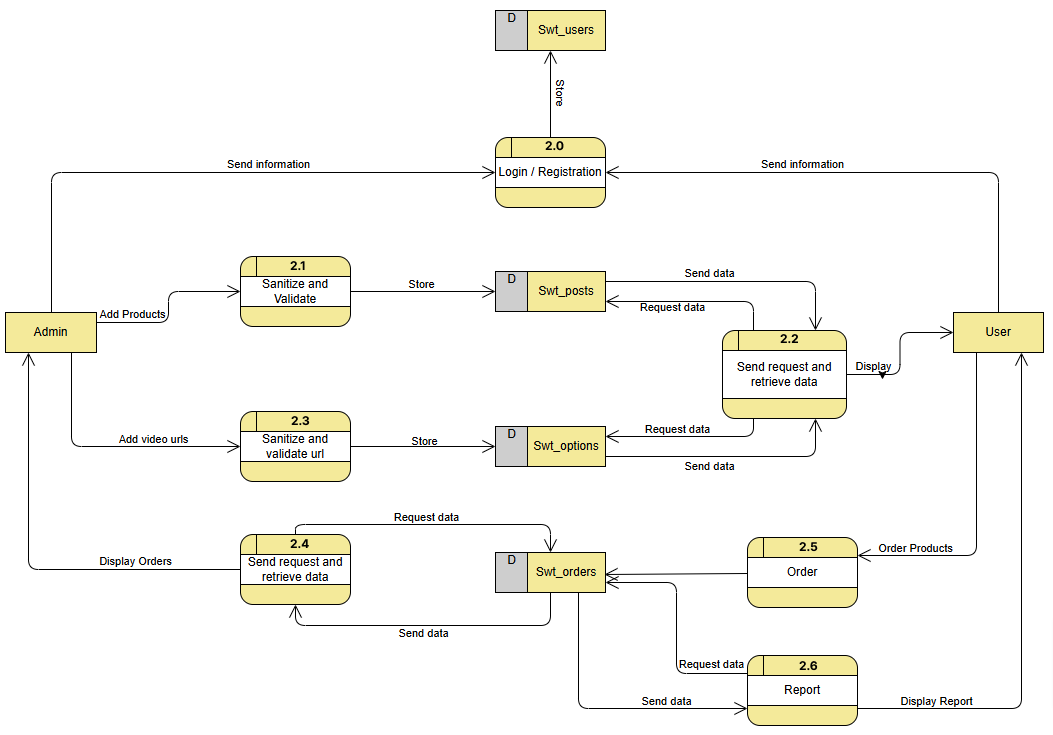 D
Swt_users
Store
2.0
Login / Registration
Send information
Send information
2.1
Sanitize and
Validate
Store
D
Swt_posts
Send data
Request data
Add Products
Admin
2.2
Send request and
retrieve data
Display
User
2.3
Sanitize and
validate url
Add video urls
Store
D
Swt_options
Request data
Send data
Request data
2.4
Send request and
retrieve data
Display Orders
Send data
D
Swt_orders
2.5
Order
Order Products
Request data
2.6
Report
Send data
Display Report